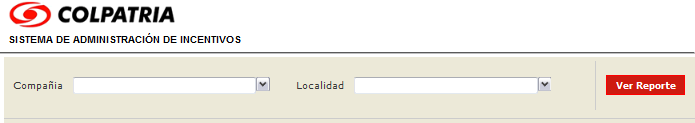 COLPATRIA
SISTEMA DE ADMINISTRACIÓN DE INCENTIVOS
Compañia Localidad Ver Reporte